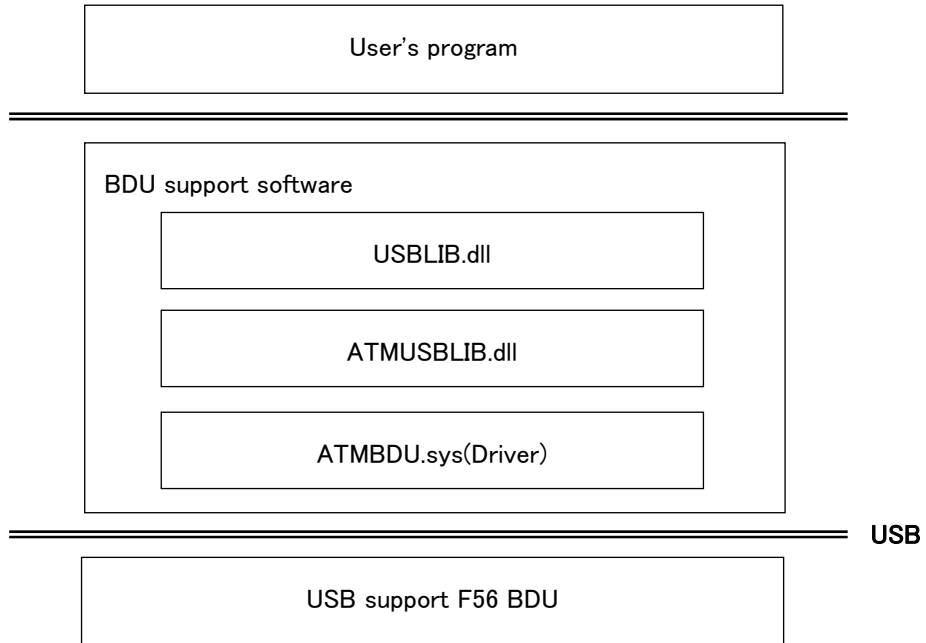 User's program
BDU support software
USBLIB.dll
ATMUSBLIB.dll
ATMBDU.sys(Driver)
USB
USB support F56 BDU